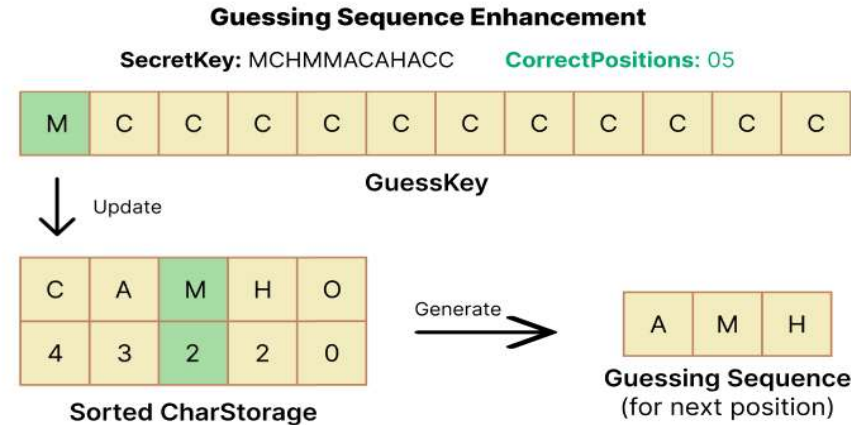 Guessing Sequence Enhancement
SecretKey: MCHMMACAHACC CorrectPositions: 05
M C C C C C C C C C C C
GuessKey
Update
C A M H O
Generate
A M H
4 3 2 2 0
Guessing Sequence
Sorted CharStorage
(for next position)